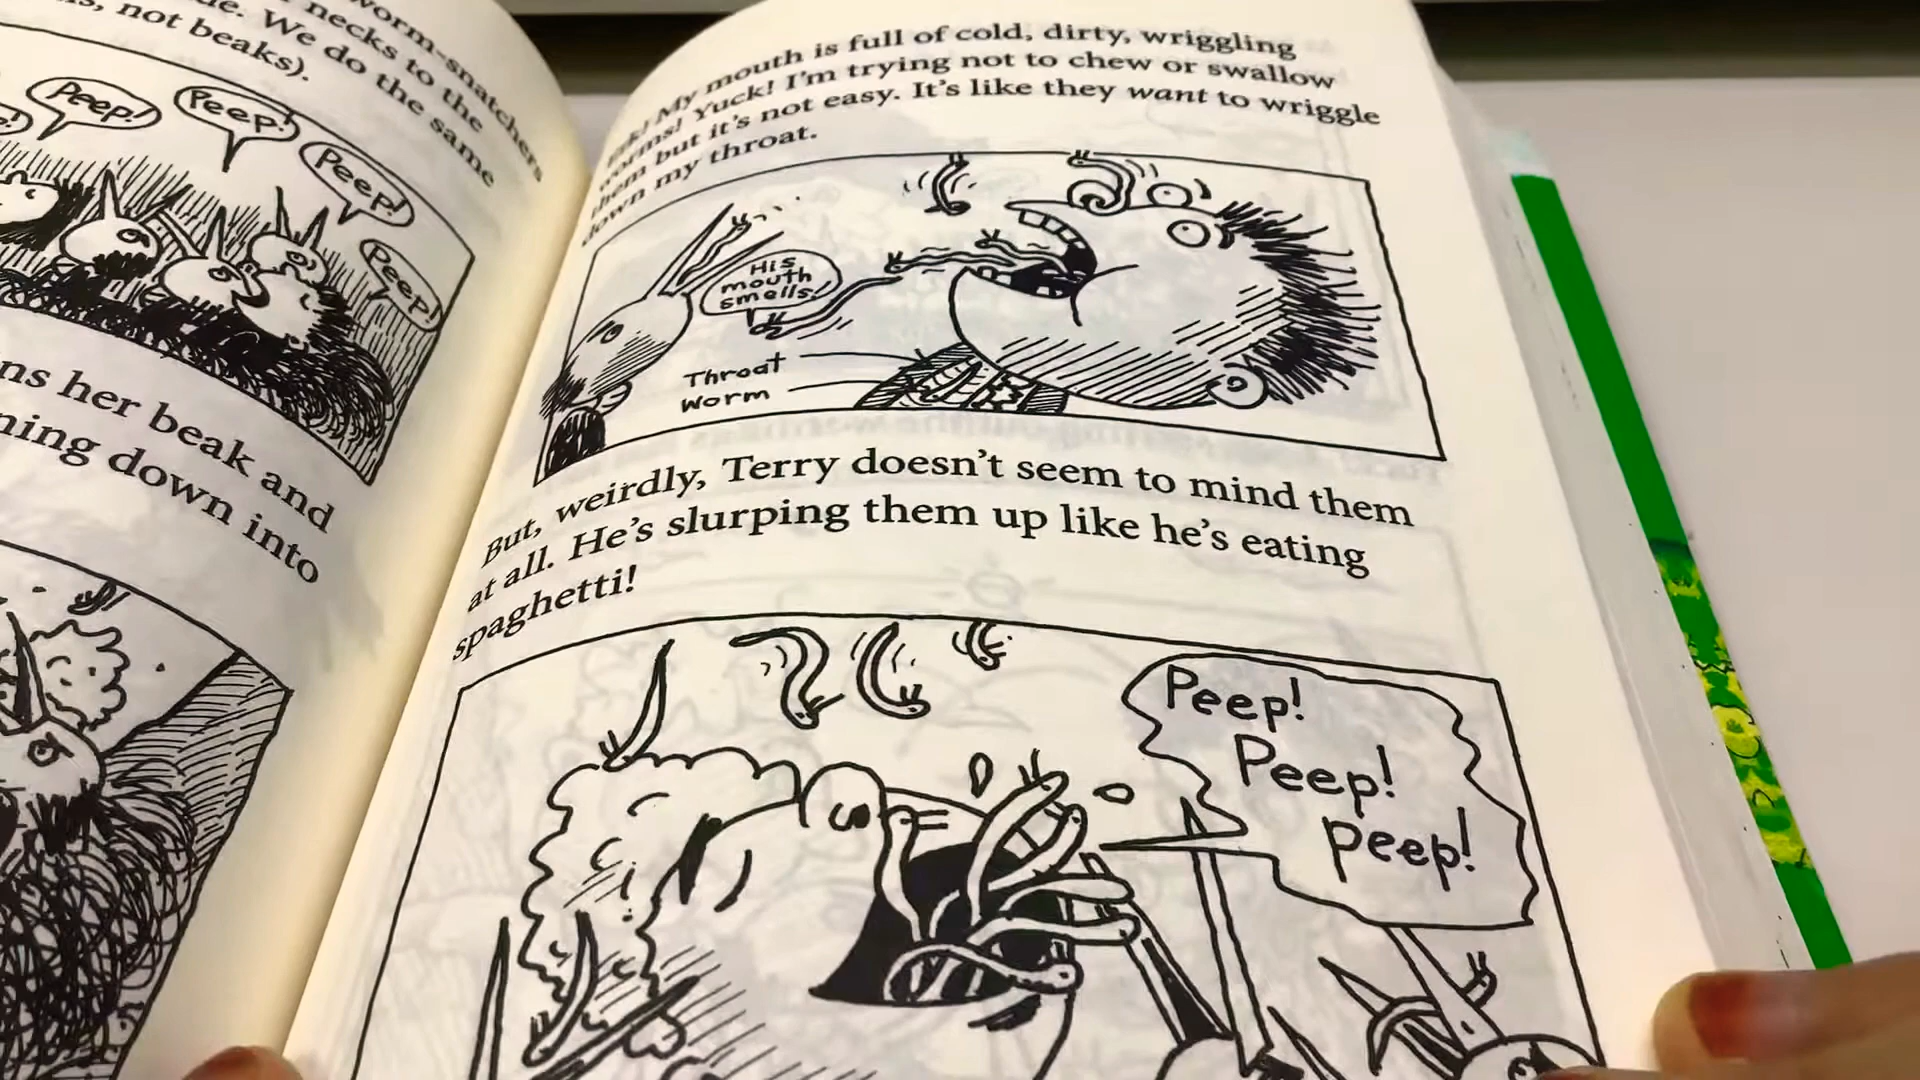 worm-snatchers
necks to the
We do the same
not beaks).
Peep!
Peep!
Peep!
Peep!
her beak and
down into
My mouth is full of cold, dirty, wriggling
Yuck! I'm trying not to chew or swallow
them but it's not easy. It's like they want to wriggle
down my throat.
His
mouth
smells!
Throat
Worm
But, weirdly, Terry doesn't seem to mind them
at all. He's slurping them up like he's eating
spaghetti!
Peep!
Peep!
Peep!